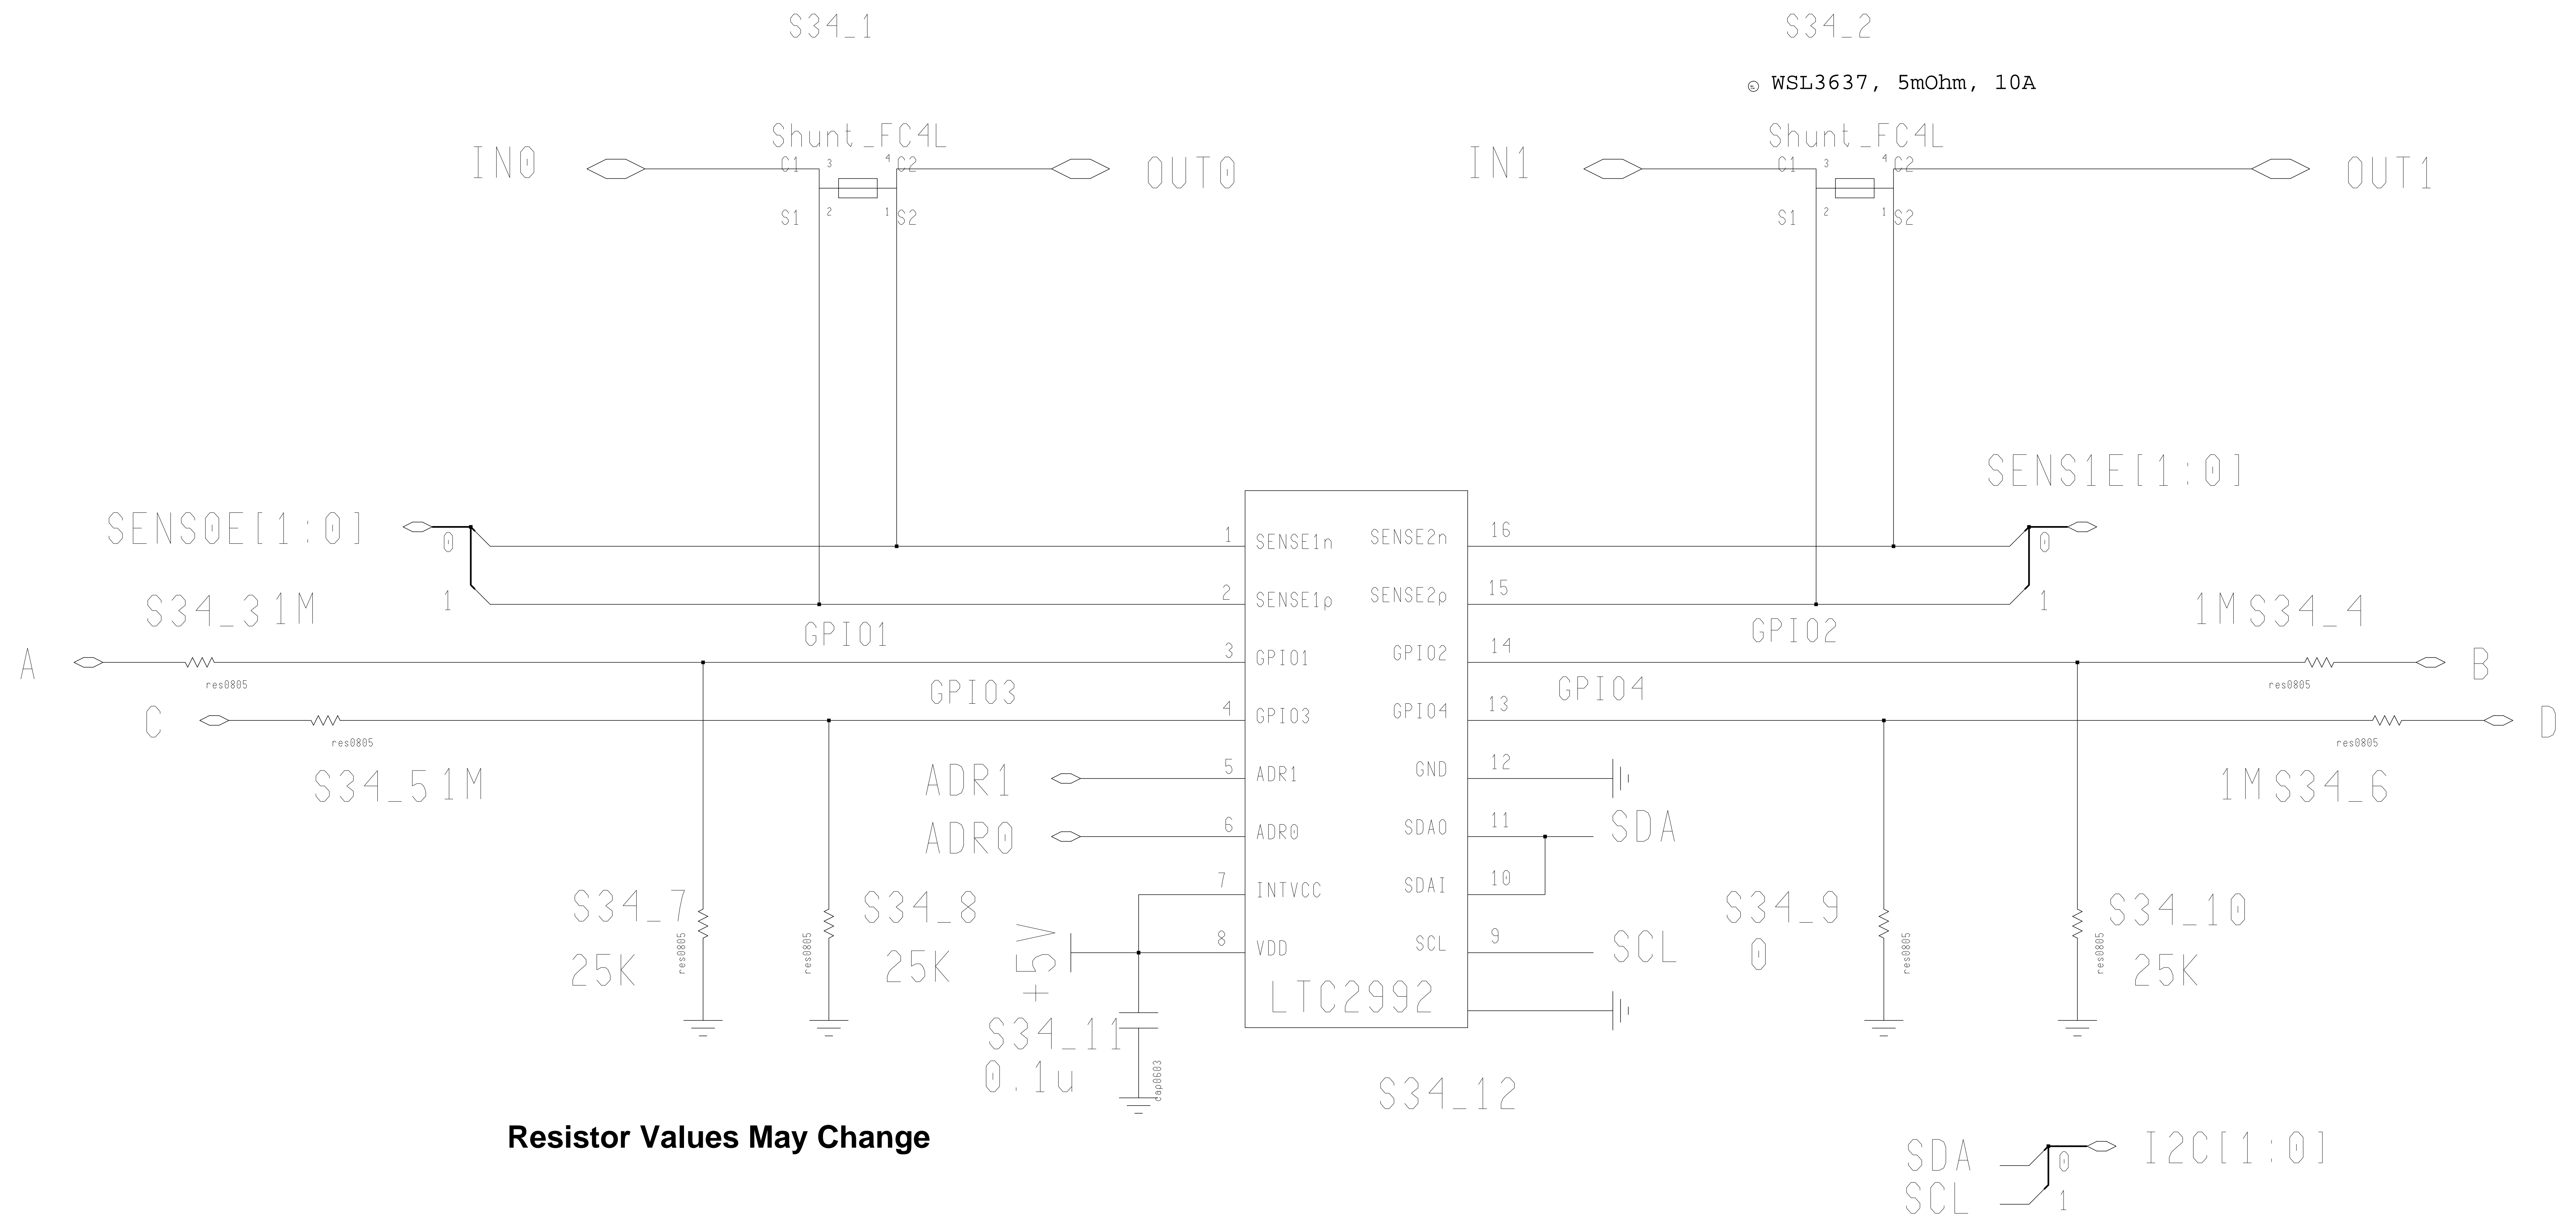 S34_1
S34_2
WSL3637, 5mOhm, 10A
Shunt_FC4L
Shunt_FC4L
IN0
C1
3
4
C2
OUT0
IN1
C1
3
4
C2
OUT1
S1
2
1
S2
S1
2
1
S2
SENS1E[1:0]
SENS0E[1:0]
0
1
SENSE1n
SENSE2n
16
0
1
2
SENSE1p
SENSE2p
15
1
S34_3 1M
GPIO1
GPIO2
1M S34_4
A
res0805
3
GPIO1
GPIO2
14
res0805
B
GPIO3
GPIO4
C
res0805
4
GPIO3
GPIO4
13
res0805
D
S34_5 1M
ADR1
5
ADR1
GND
12
1M S34_6
ADR0
6
ADR0
SDAO
11
SDA
7
INTVCC
SDAI
10
S34_7
25K
res0805
S34_8
25K
res0805
+5V
8
VDD
SCL
9
SCL
S34_9
0
res0805
S34_10
25K
res0805
LTC2992
S34_11
0.1u
cap0603
S34_12
Resistor Values May Change
SDA
0
I2C[1:0]
SCL
1